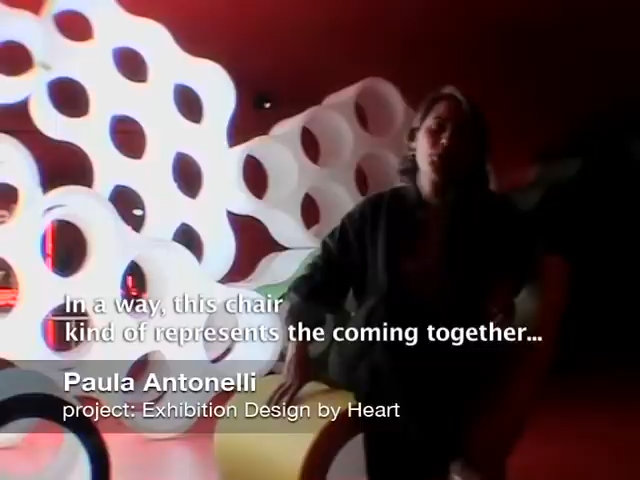 In a way, this chair
kind of represents the coming together...
Paula Antonelli
project: Exhibition Design by Heart